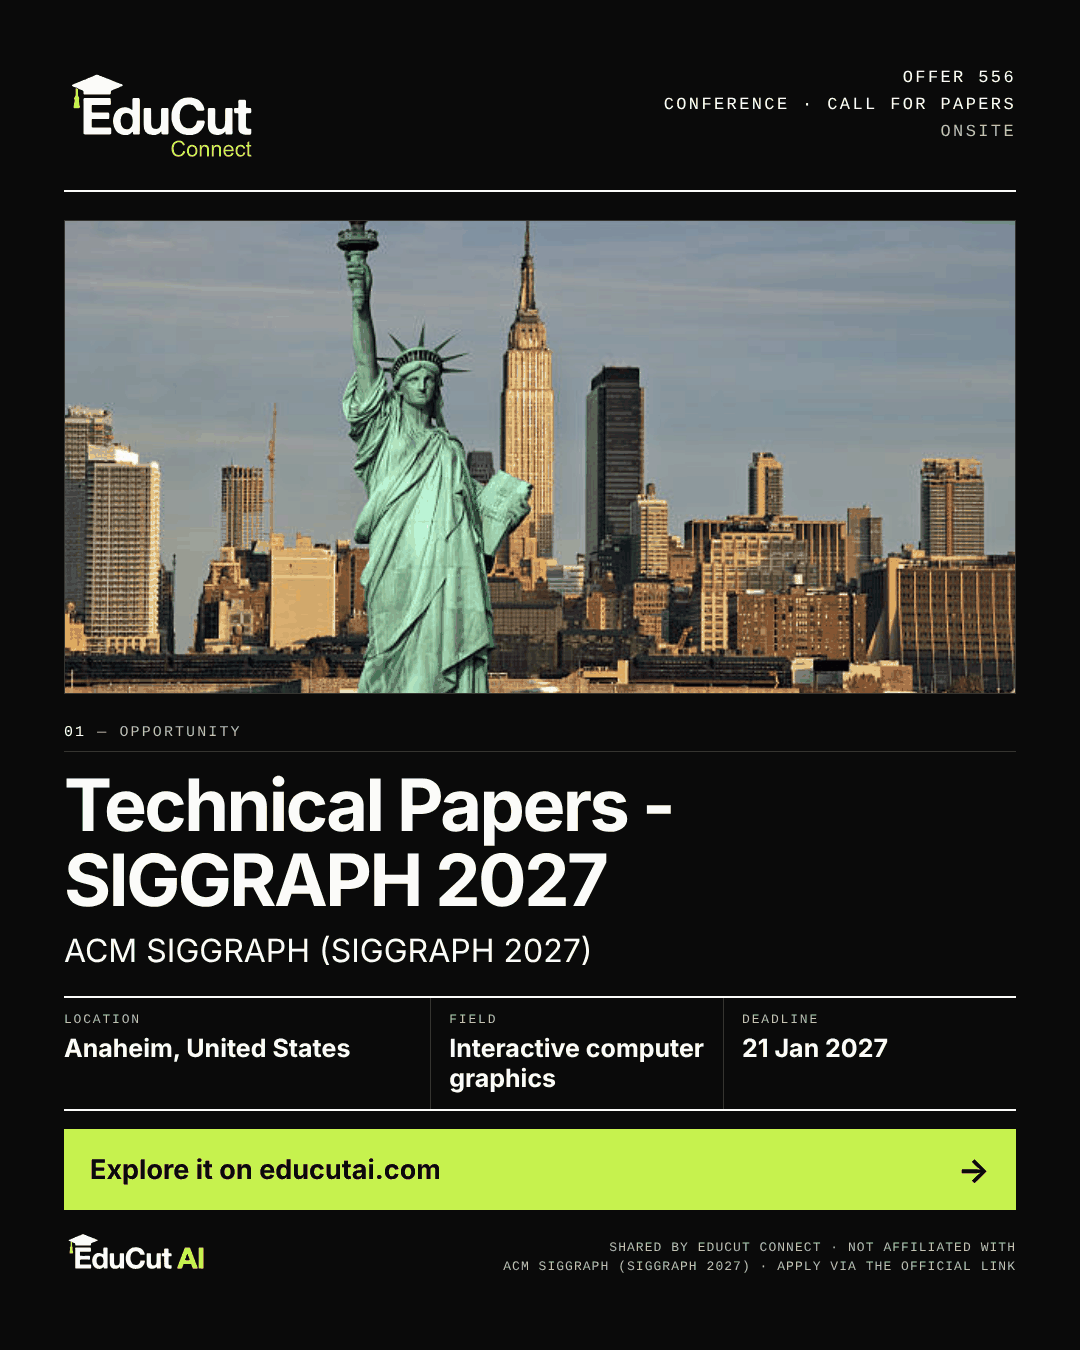 EduCut
Connect
OFFER 556
CONFERENCE · CALL FOR PAPERS
ONSITE
01 — OPPORTUNITY
Technical Papers -
SIGGRAPH 2027
ACM SIGGRAPH (SIGGRAPH 2027)
LOCATION
Anaheim, United States
FIELD
Interactive computer
graphics
DEADLINE
21 Jan 2027
Explore it on educutai.com →
EduCut AI
SHARED BY EDUCUT CONNECT · NOT AFFILIATED WITH
ACM SIGGRAPH (SIGGRAPH 2027) · APPLY VIA THE OFFICIAL LINK